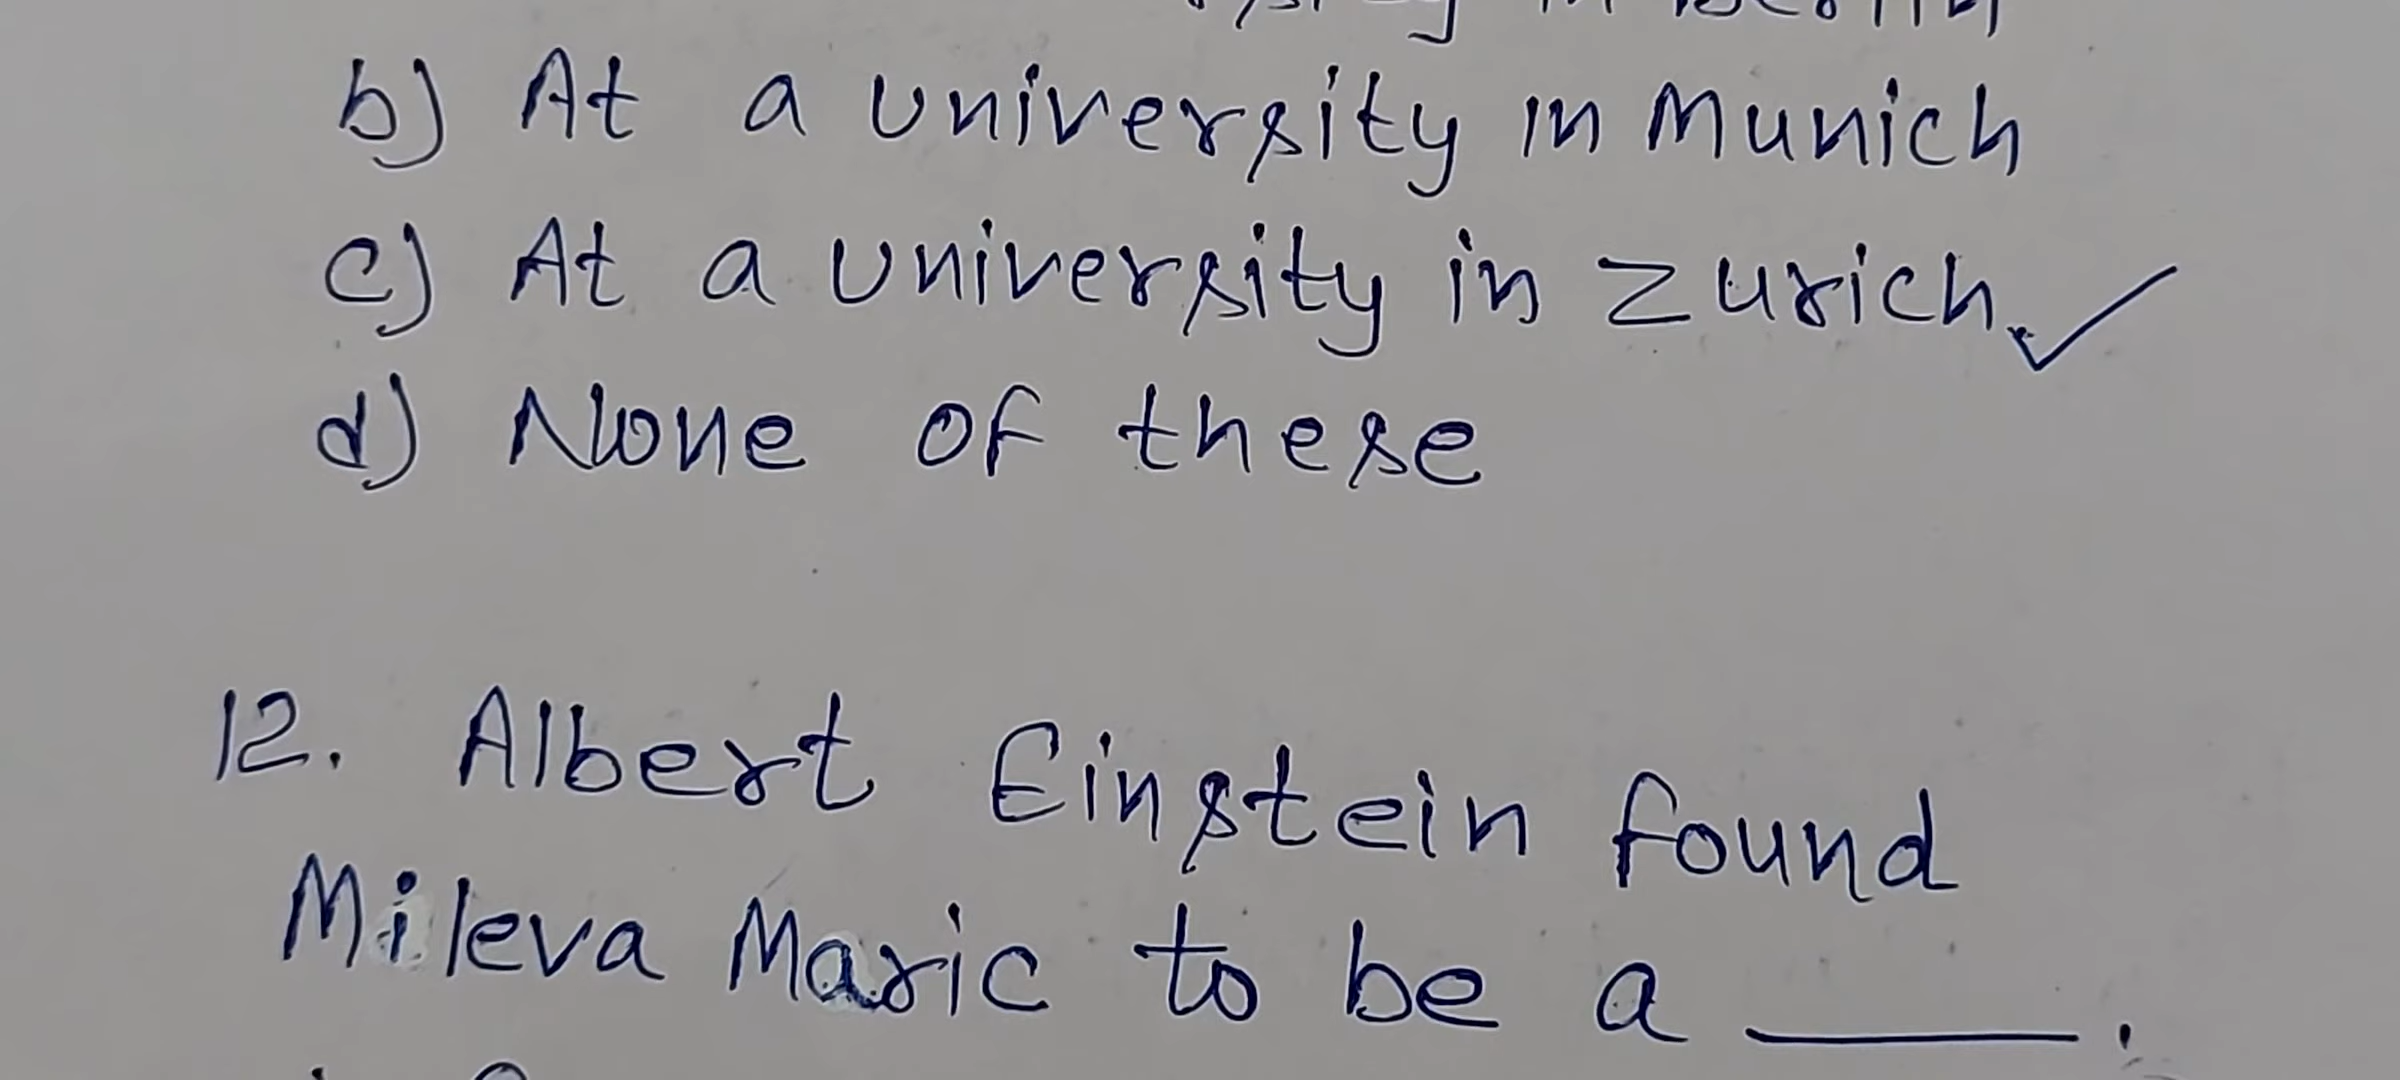 b) At a university in Munich
c) At a university in zurich ✓
d) None of these
12. Albert Einstein found
Mileva Maric to be a ______.